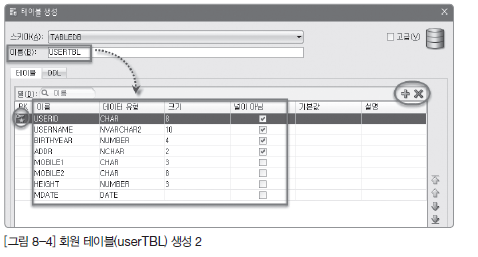 테이블 생성
스키마(A): TABLEDB 고급(V)
이름(B): USERTBL
테이블 DDL
열(D): 이름
PK 이름 데이터 유형 크기 널이 아님 기본값 설명
USERID CHAR 8
USERNAME NVARCHAR2 10
BIRTHYEAR NUMBER 4
ADDR NCHAR 2
MOBILE1 CHAR 3
MOBILE2 CHAR 8
HEIGHT NUMBER 3
MDATE DATE
[그림 8-4] 회원 테이블(userTBL) 생성 2